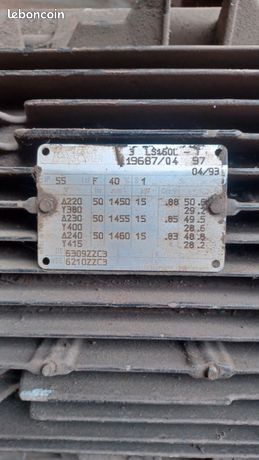 leboncoin
3 LS160L - T
19687/04 97
04/93
55 F 40 1
Δ220 50 1450 15 .88 50.5
Y380 29.2
Δ230 50 1455 15 .85 49.5
Y400 28.6
Δ240 50 1460 15 .83 48.8
Y415 28.2
6309ZZC3
6210ZZC3